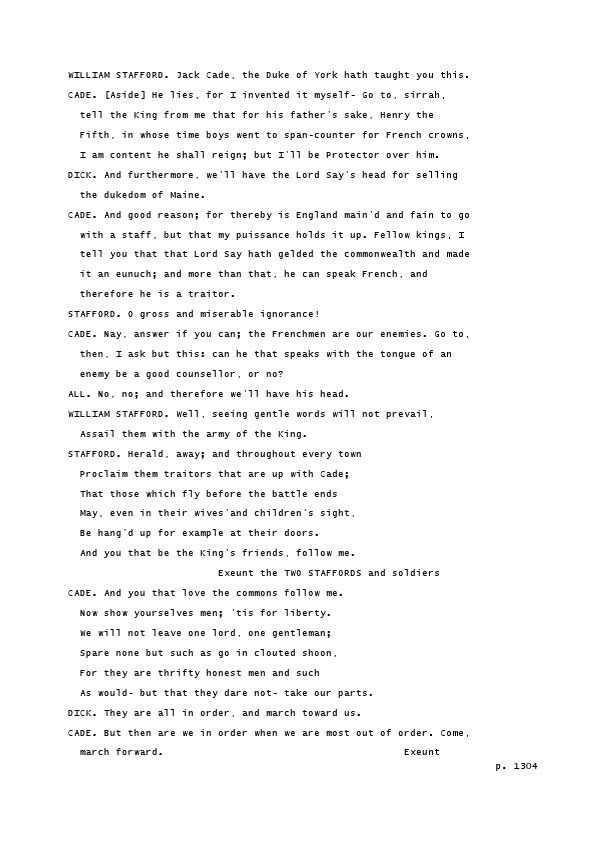 WILLIAM STAFFORD. Jack Cade, the Duke of York hath taught you this.
CADE. [Aside] He lies, for I invented it myself- Go to, sirrah,
tell the King from me that for his father's sake, Henry the
Fifth, in whose time boys went to span-counter for French crowns,
I am content he shall reign; but I'll be Protector over him.
DICK. And furthermore, we'll have the Lord Say's head for selling
the dukedom of Maine.
CADE. And good reason; for thereby is England main'd and fain to go
with a staff, but that my puissance holds it up. Fellow kings, I
tell you that that Lord Say hath gelded the commonwealth and made
it an eunuch; and more than that, he can speak French, and
therefore he is a traitor.
STAFFORD. O gross and miserable ignorance!
CADE. Nay, answer if you can; the Frenchmen are our enemies. Go to,
then, I ask but this: can he that speaks with the tongue of an
enemy be a good counsellor, or no?
ALL. No, no; and therefore we'll have his head.
WILLIAM STAFFORD. Well, seeing gentle words will not prevail,
Assail them with the army of the King.
STAFFORD. Herald, away; and throughout every town
Proclaim them traitors that are up with Cade;
That those which fly before the battle ends
May, even in their wives'and children's sight,
Be hang'd up for example at their doors.
And you that be the King's friends, follow me.
Exeunt the TWO STAFFORDS and soldiers
CADE. And you that love the commons follow me.
Now show yourselves men; 'tis for liberty.
We will not leave one lord, one gentleman;
Spare none but such as go in clouted shoon,
For they are thrifty honest men and such
As would- but that they dare not- take our parts.
DICK. They are all in order, and march toward us.
CADE. But then are we in order when we are most out of order. Come,
march forward. Exeunt
p. 1304